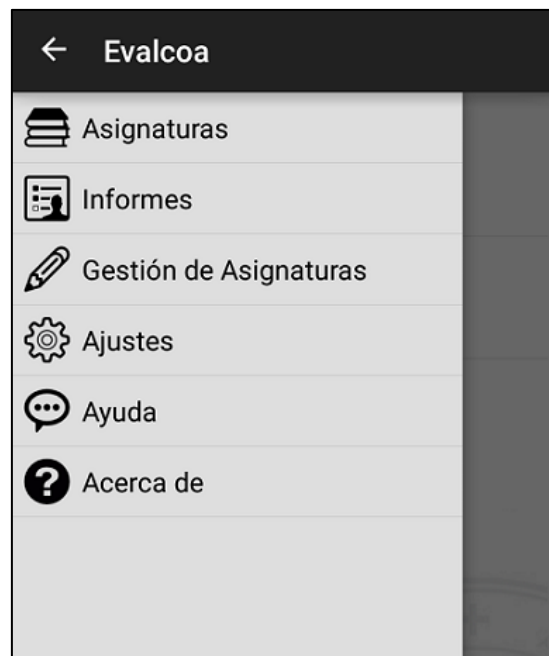 Evalcoa
Asignaturas
Informes
Gestión de Asignaturas
Ajustes
Ayuda
Acerca de